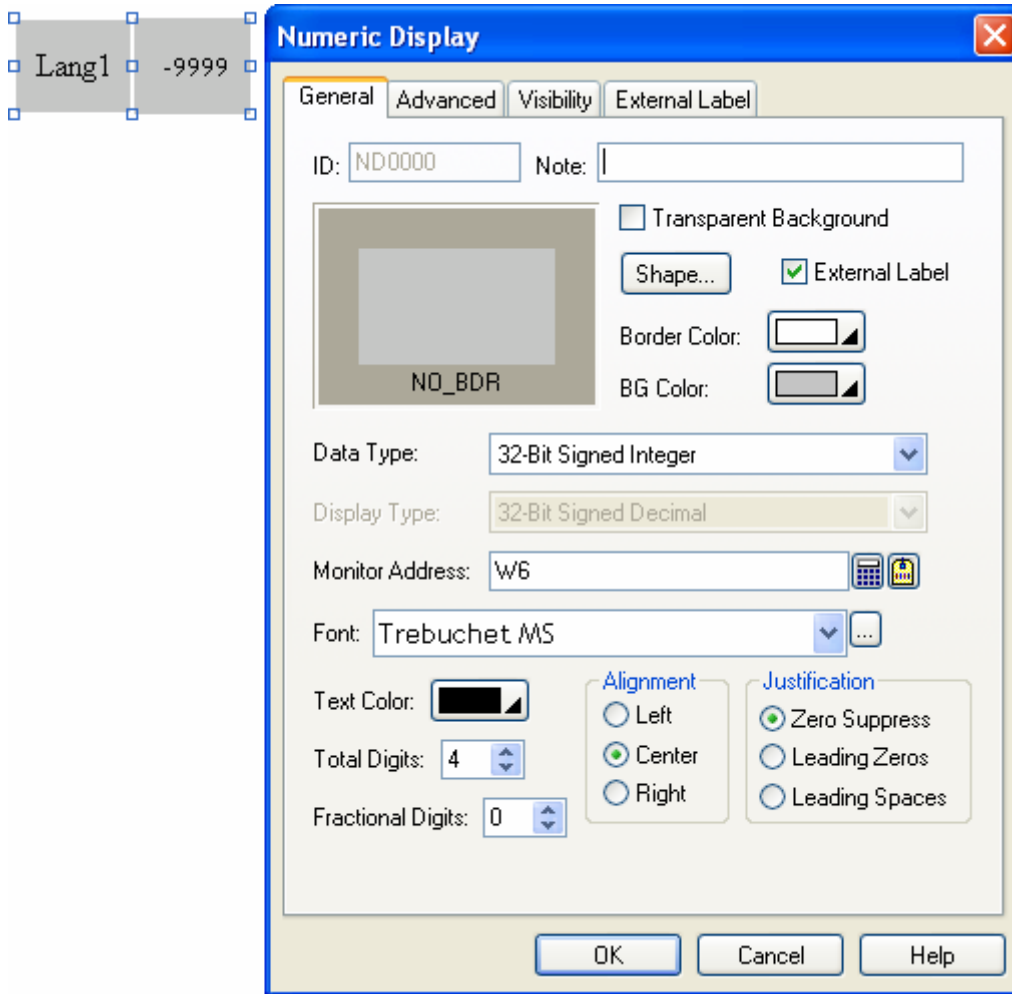 Lang1 -9999
Numeric Display
General Advanced Visibility External Label
ID: ND0000 Note:
Transparent Background
Shape... External Label
Border Color:
NO_BDR
BG Color:
Data Type: 32-Bit Signed Integer
Display Type: 32-Bit Signed Decimal
Monitor Address: W6
Font: Trebuchet MS ...
Text Color:
Alignment
Left
Center
Right
Justification
Zero Suppress
Leading Zeros
Leading Spaces
Total Digits: 4
Fractional Digits: 0
OK Cancel Help